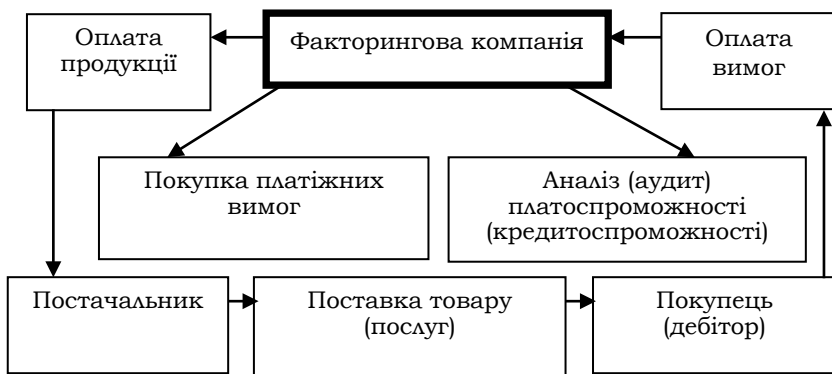 Оплата
продукції
Факторингова компанія
Оплата
вимог
Покупка платіжних
вимог
Аналіз (аудит)
платоспроможності
(кредитоспроможності)
Постачальник
Поставка товару
(послуг)
Покупець
(дебітор)